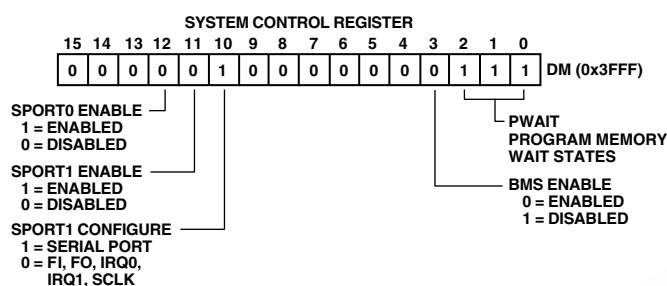 SYSTEM CONTROL REGISTER
15 14 13 12 11 10 9 8 7 6 5 4 3 2 1 0
0 0 0 0 0 1 0 0 0 0 0 0 0 1 1 1 DM (0x3FFF)
SPORT0 ENABLE
1 = ENABLED
0 = DISABLED
SPORT1 ENABLE
1 = ENABLED
0 = DISABLED
SPORT1 CONFIGURE
1 = SERIAL PORT
0 = FI, FO, IRQ0,
IRQ1, SCLK
PWAIT
PROGRAM MEMORY
WAIT STATES
BMS ENABLE
0 = ENABLED
1 = DISABLED